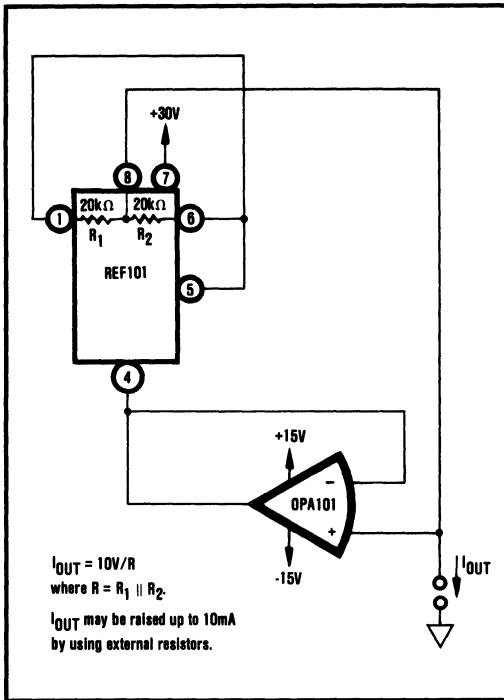 +30V
8
7
20kΩ
20kΩ
1
6
R1
R2
REF101
5
4
+15V
−
OPA101
+
IOUT
-15V
IOUT = 10V/R
where R = R1 || R2.
IOUT may be raised up to 10mA
by using external resistors.